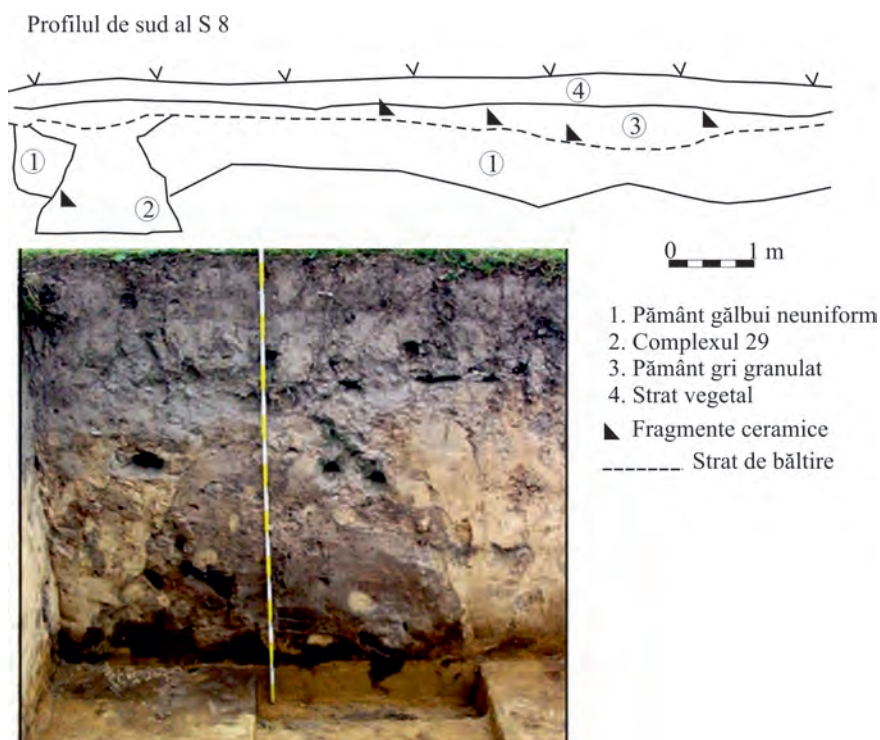 Profilul de sud al S 8
4
3
1
1
2
0 1 m
1. Pământ gălbui neuniform
2. Complexul 29
3. Pământ gri granulat
4. Strat vegetal
Fragmente ceramice
Strat de băltire